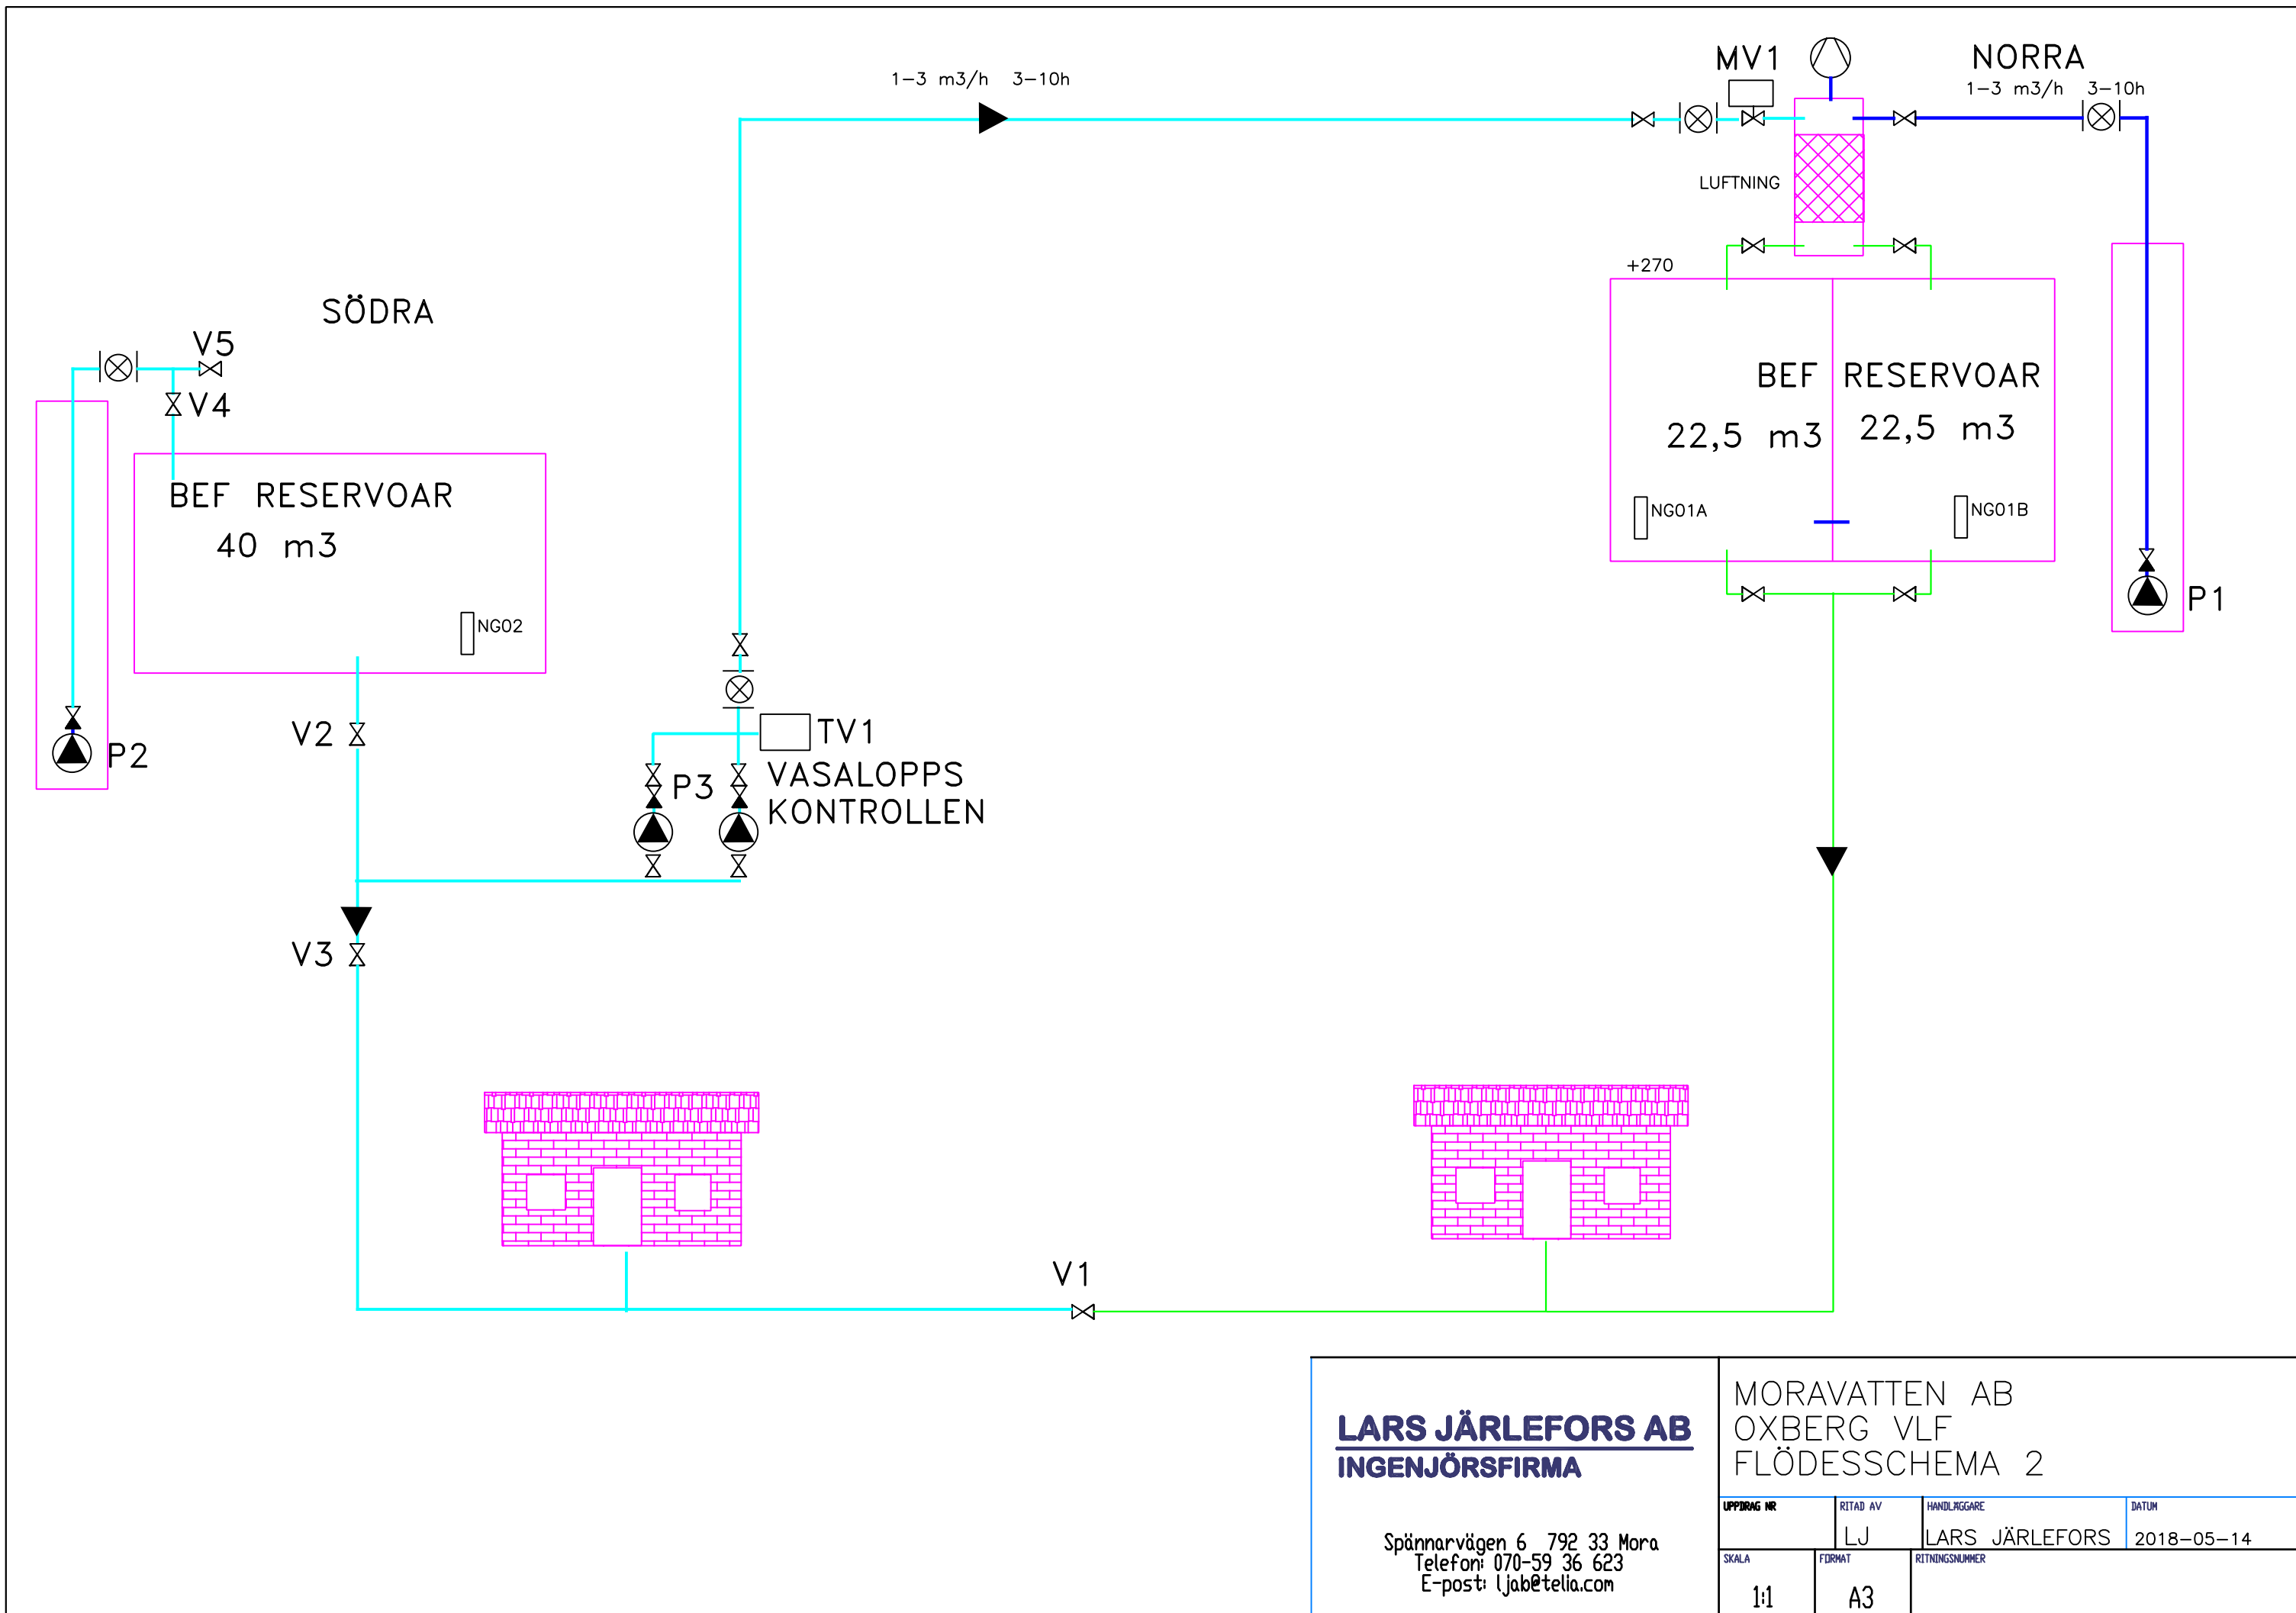 1-3 m3/h 3-10h
MV1
NORRA
1-3 m3/h 3-10h
LUFTNING
+270
SÖDRA
V5
V4
BEF RESERVOAR
40 m3
NG02
BEF RESERVOAR
22,5 m3 22,5 m3
NG01A
NG01B
P1
P2
V2
TV1
P3
VASALOPPS
KONTROLLEN
V3
V1
LARS JÄRLEFORS AB
INGENJÖRSFIRMA
Spännarvägen 6 792 33 Mora
Telefon: 070-59 36 623
E-post: ljab@telia.com
MORAVATTEN AB
OXBERG VLF
FLÖDESSCHEMA 2
UPPDRAG NR
RITAD AV
LJ
HANDLÄGGARE
LARS JÄRLEFORS
DATUM
2018-05-14
SKALA
1:1
FORMAT
A3
RITNINGSNUMMER